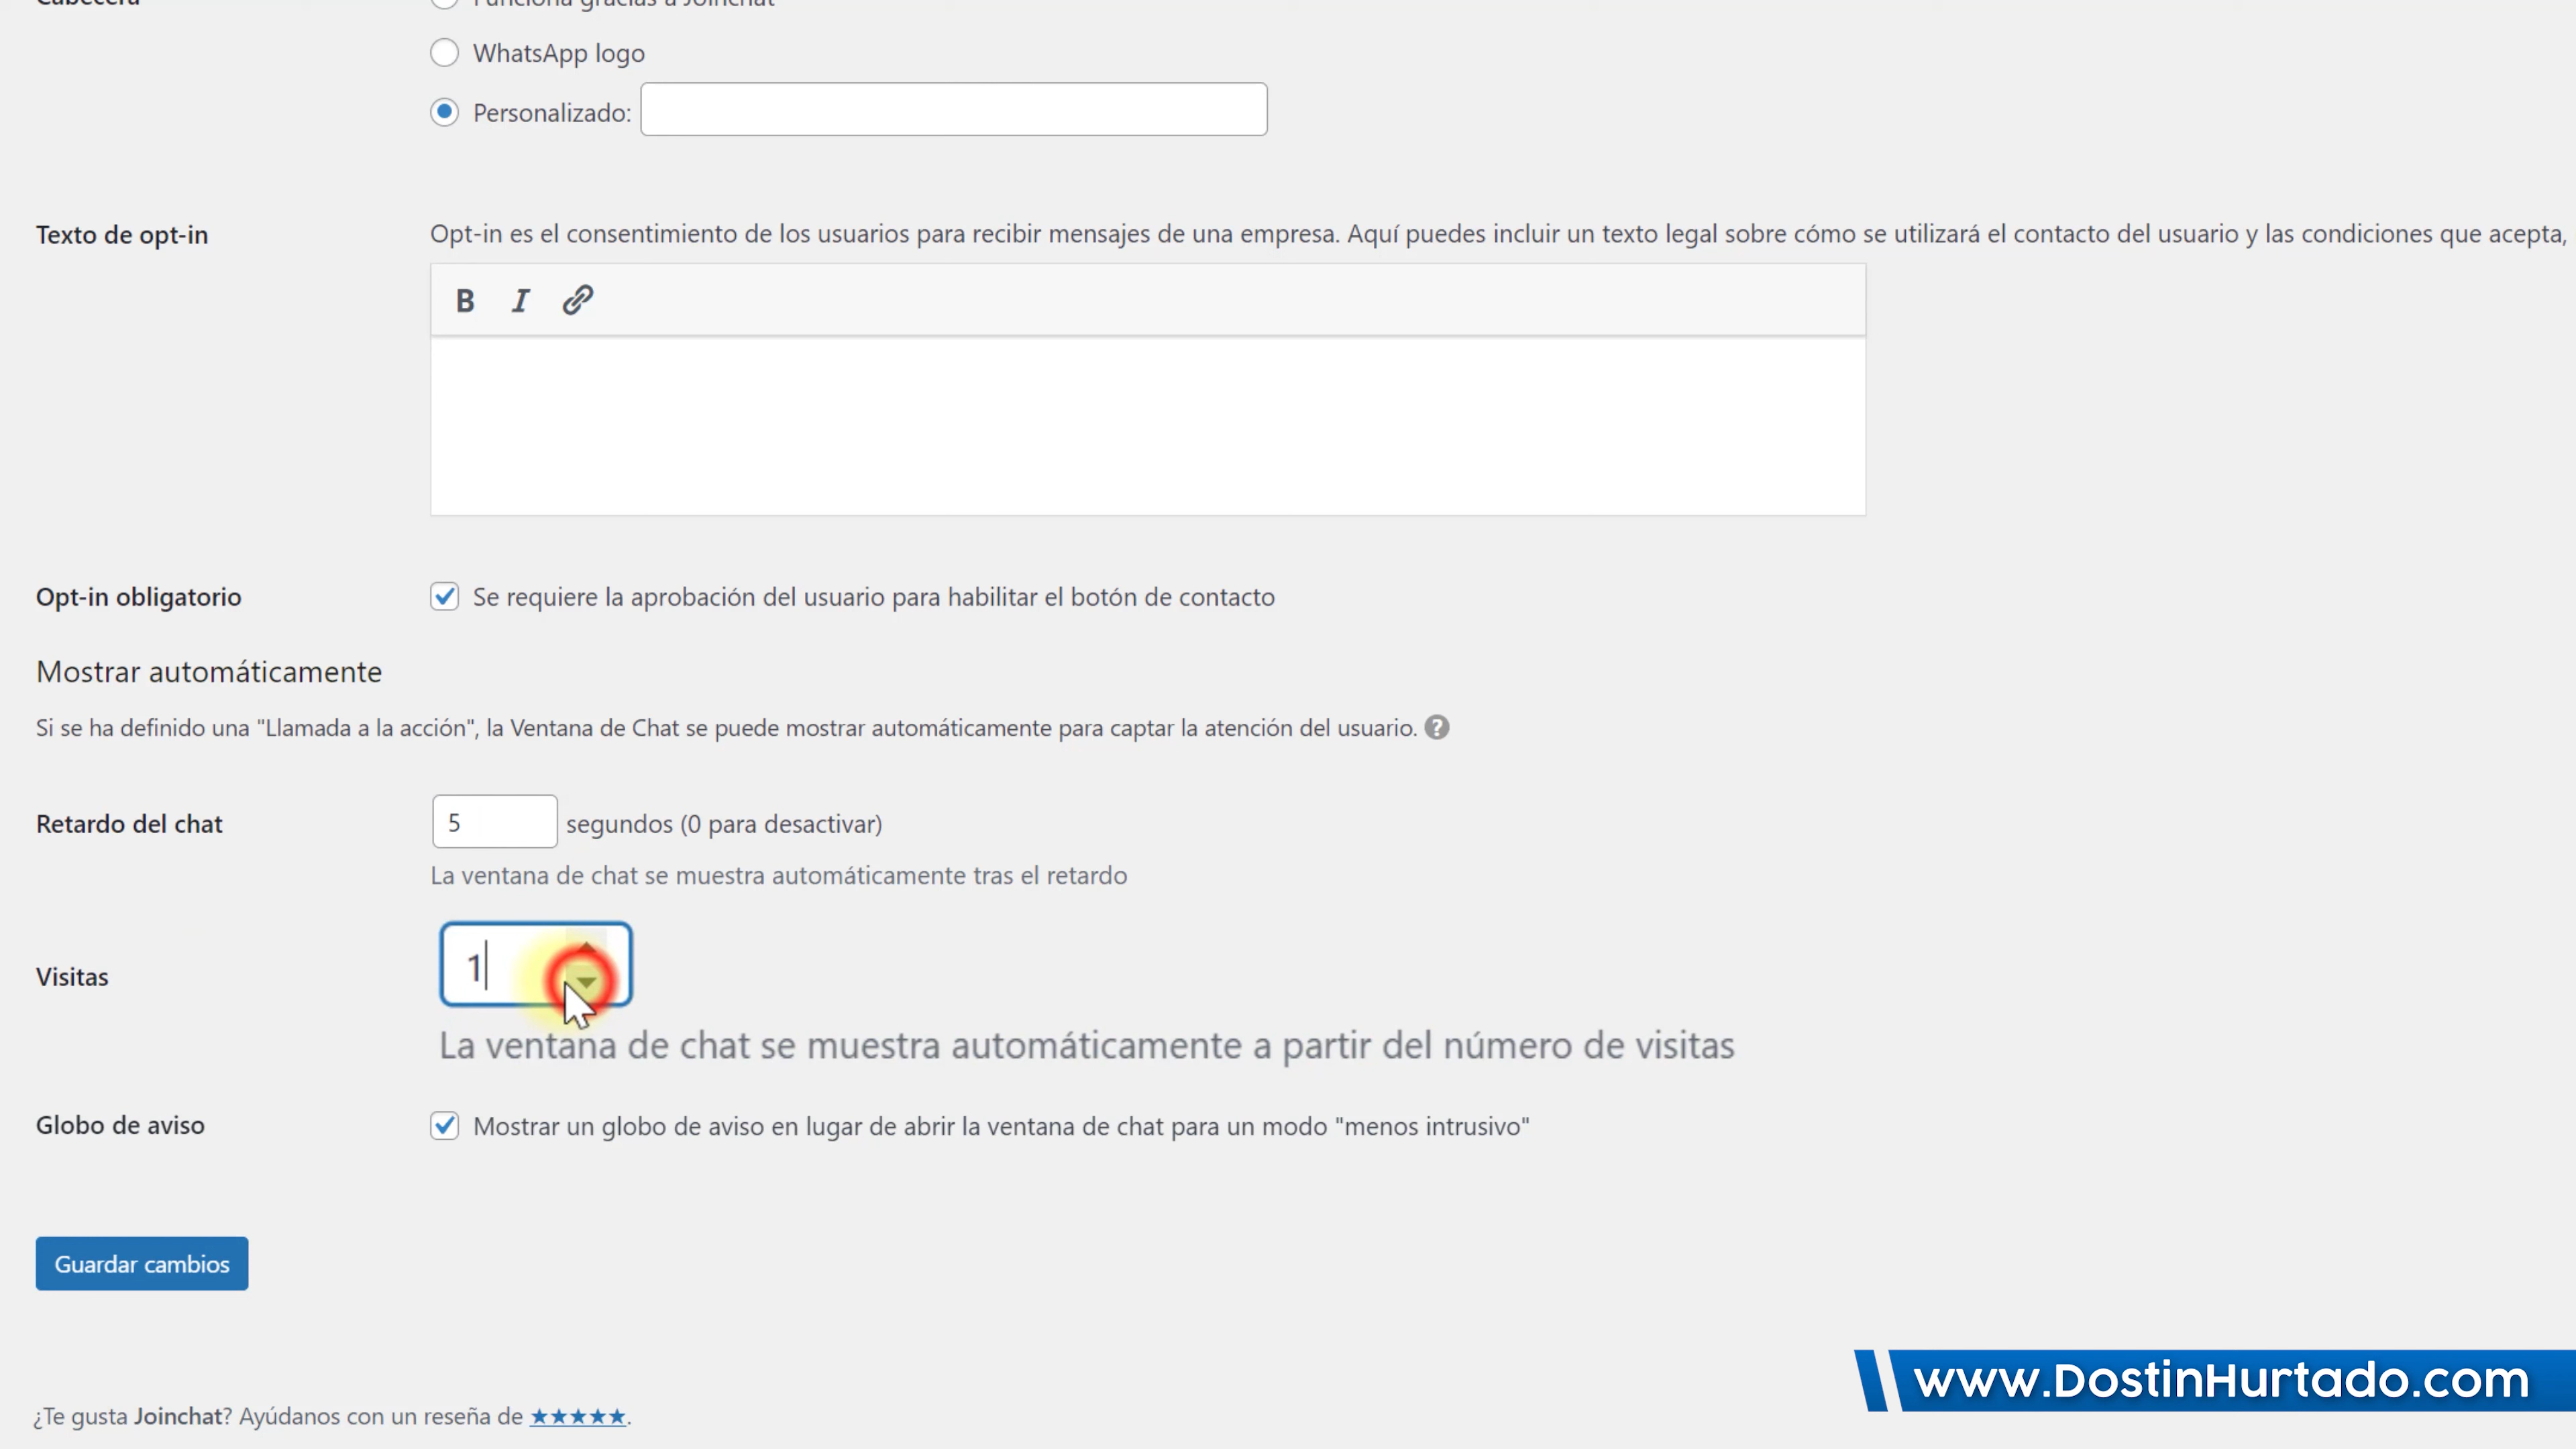 Cabecera
Funciona gracias a Joinchat
WhatsApp logo
Personalizado:
Texto de opt-in
Opt-in es el consentimiento de los usuarios para recibir mensajes de una empresa. Aquí puedes incluir un texto legal sobre cómo se utilizará el contacto del usuario y las condiciones que acepta,
B I
Opt-in obligatorio
Se requiere la aprobación del usuario para habilitar el botón de contacto
Mostrar automáticamente
Si se ha definido una "Llamada a la acción", la Ventana de Chat se puede mostrar automáticamente para captar la atención del usuario. ?
Retardo del chat
5 segundos (0 para desactivar)
La ventana de chat se muestra automáticamente tras el retardo
Visitas
1
La ventana de chat se muestra automáticamente a partir del número de visitas
Globo de aviso
Mostrar un globo de aviso en lugar de abrir la ventana de chat para un modo "menos intrusivo"
Guardar cambios
www.DostinHurtado.com
¿Te gusta Joinchat? Ayúdanos con un reseña de ★★★★★.